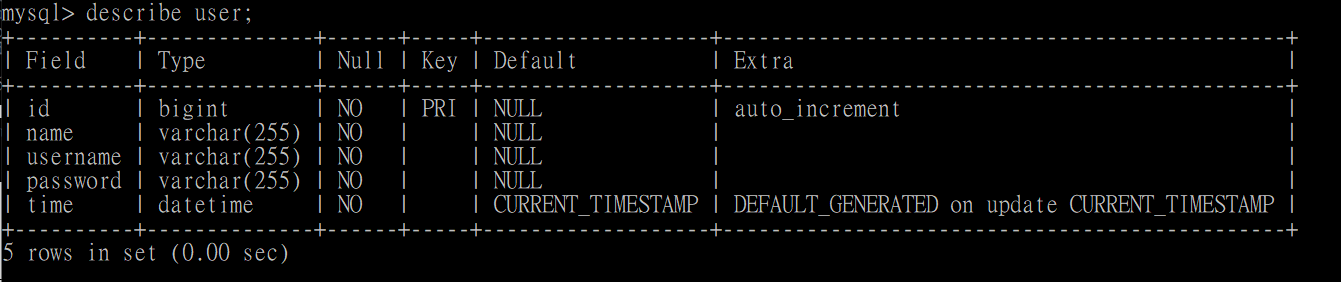 mysql> describe user;
+----------+--------------+------+-----+-------------------+-----------------------------------------------+
| Field    | Type         | Null | Key | Default           | Extra                                         |
+----------+--------------+------+-----+-------------------+-----------------------------------------------+
| id       | bigint       | NO   | PRI | NULL              | auto_increment                                |
| name     | varchar(255) | NO   |     | NULL              |                                               |
| username | varchar(255) | NO   |     | NULL              |                                               |
| password | varchar(255) | NO   |     | NULL              |                                               |
| time     | datetime     | NO   |     | CURRENT_TIMESTAMP | DEFAULT_GENERATED on update CURRENT_TIMESTAMP |
+----------+--------------+------+-----+-------------------+-----------------------------------------------+
5 rows in set (0.00 sec)